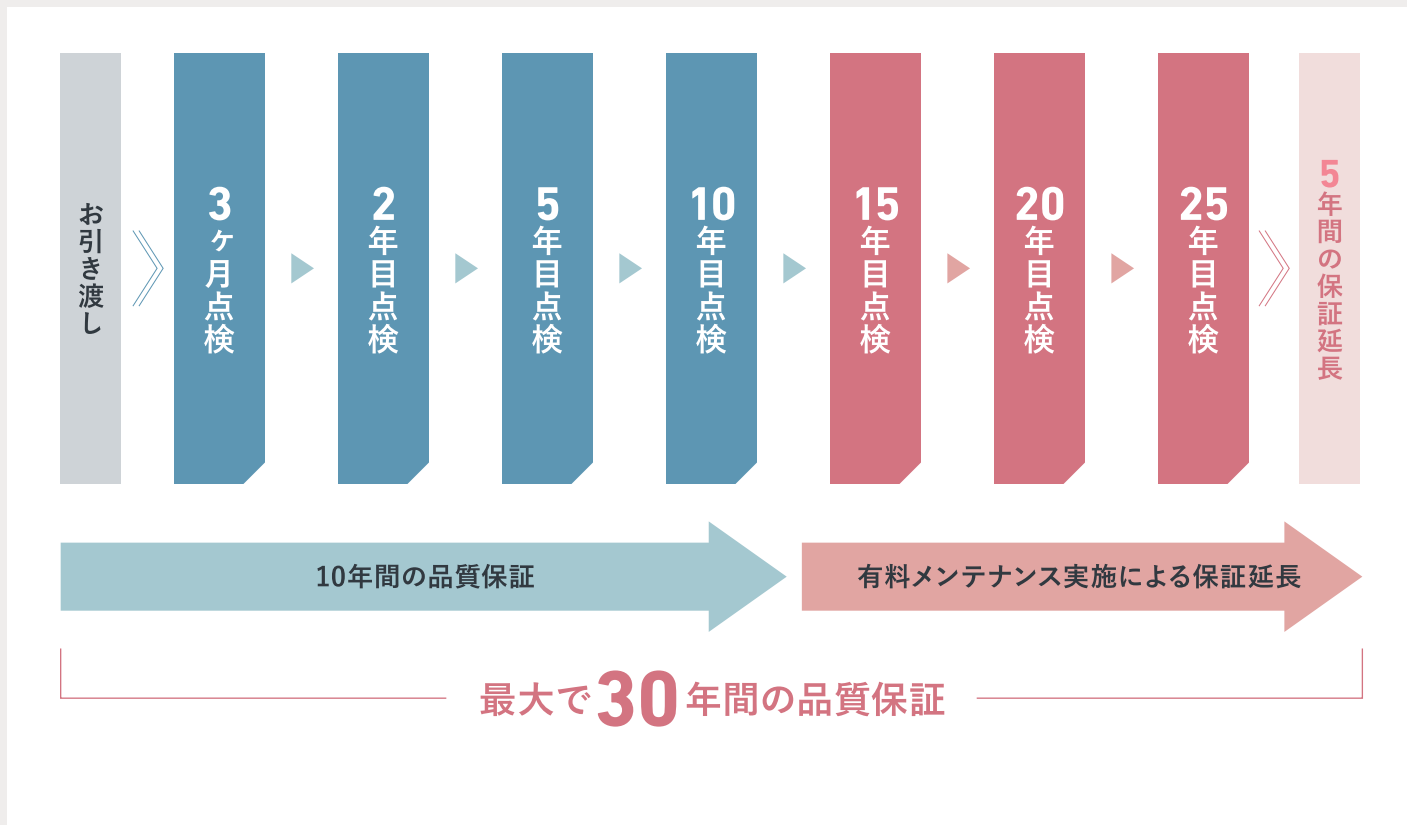 お引き渡し
3ヶ月点検
2年目点検
5年目点検
10年目点検
15年目点検
20年目点検
25年目点検
5年間の保証延長
10年間の品質保証
有料メンテナンス実施による保証延長
最大で30年間の品質保証